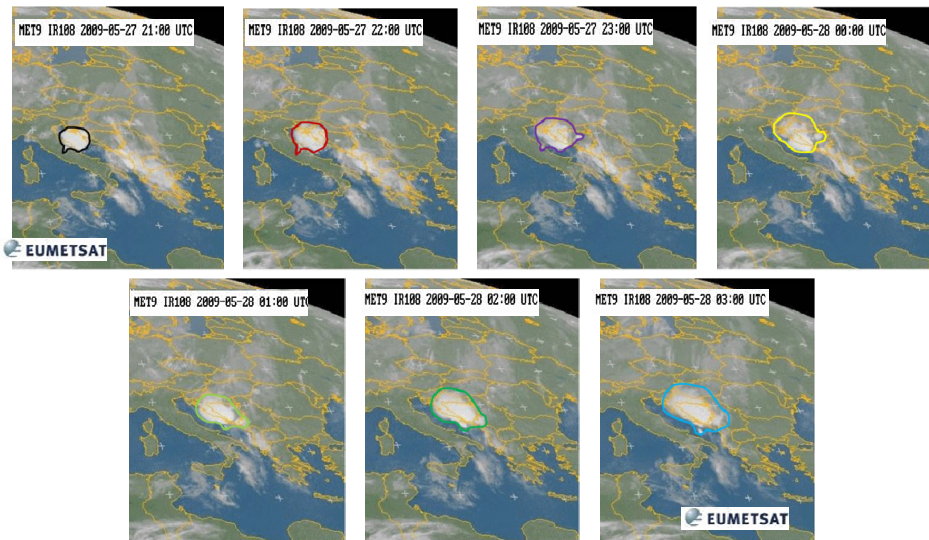 MET9 IR108 2009-05-27 21:00 UTC
MET9 IR108 2009-05-27 22:00 UTC
MET9 IR108 2009-05-27 23:00 UTC
MET9 IR108 2009-05-28 00:00 UTC
EUMETSAT
MET9 IR108 2009-05-28 01:00 UTC
MET9 IR108 2009-05-28 02:00 UTC
MET9 IR108 2009-05-28 03:00 UTC
EUMETSAT